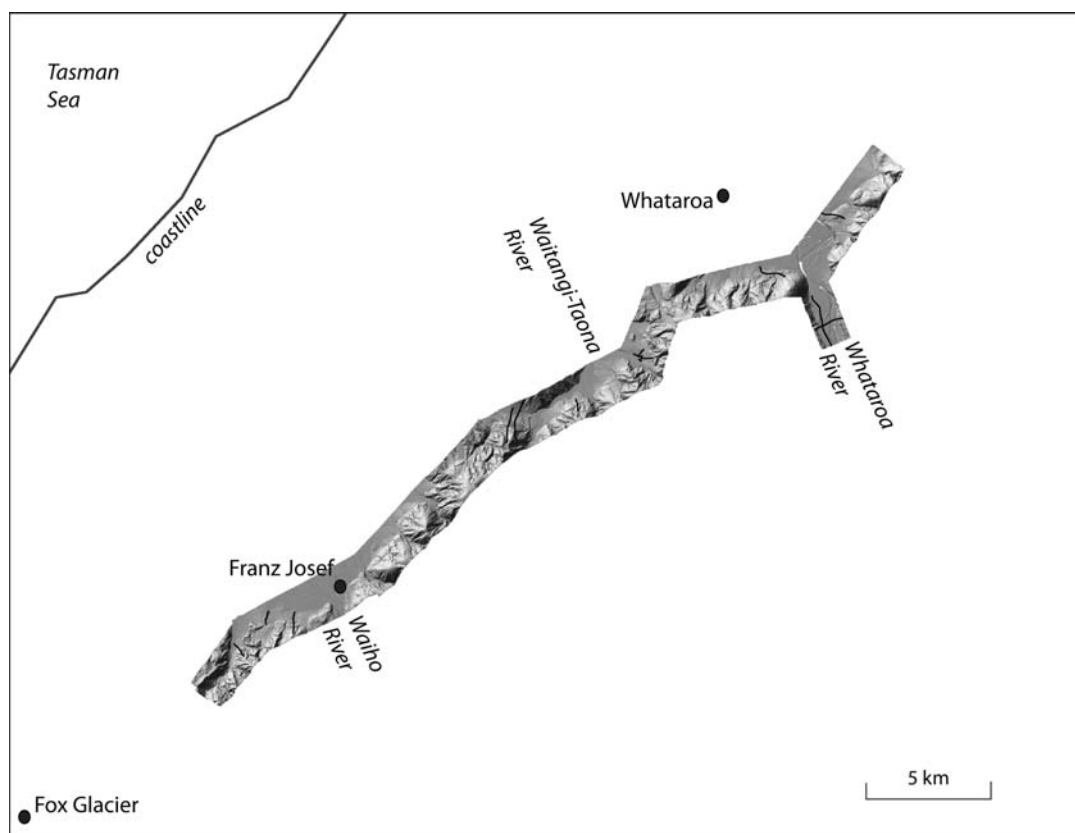 Tasman
Sea
coastline
Whataroa
Waitangi-Taona
River
Whataroa
River
Franz Josef
Waiho
River
Fox Glacier
5 km